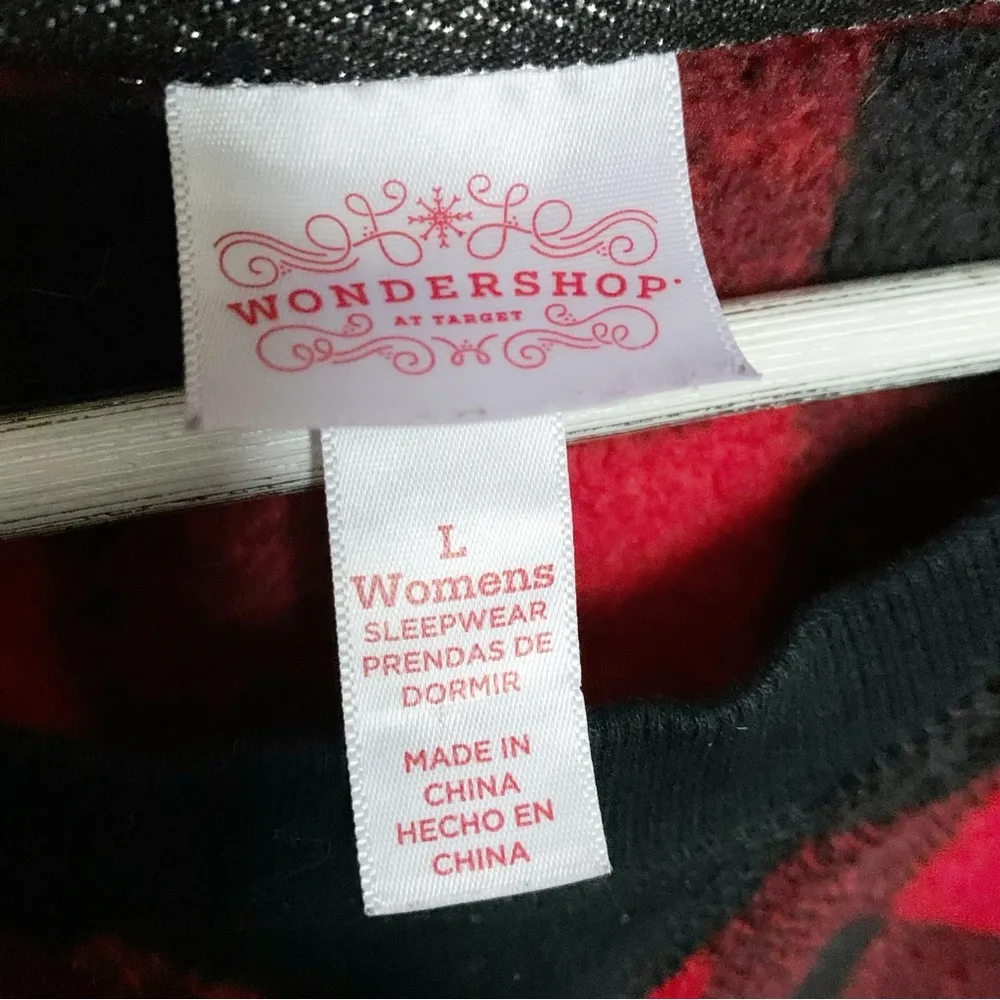 WONDERSHOP
AT TARGET
L
Womens
SLEEPWEAR
PRENDAS DE
DORMIR
MADE IN
CHINA
HECHO EN
CHINA